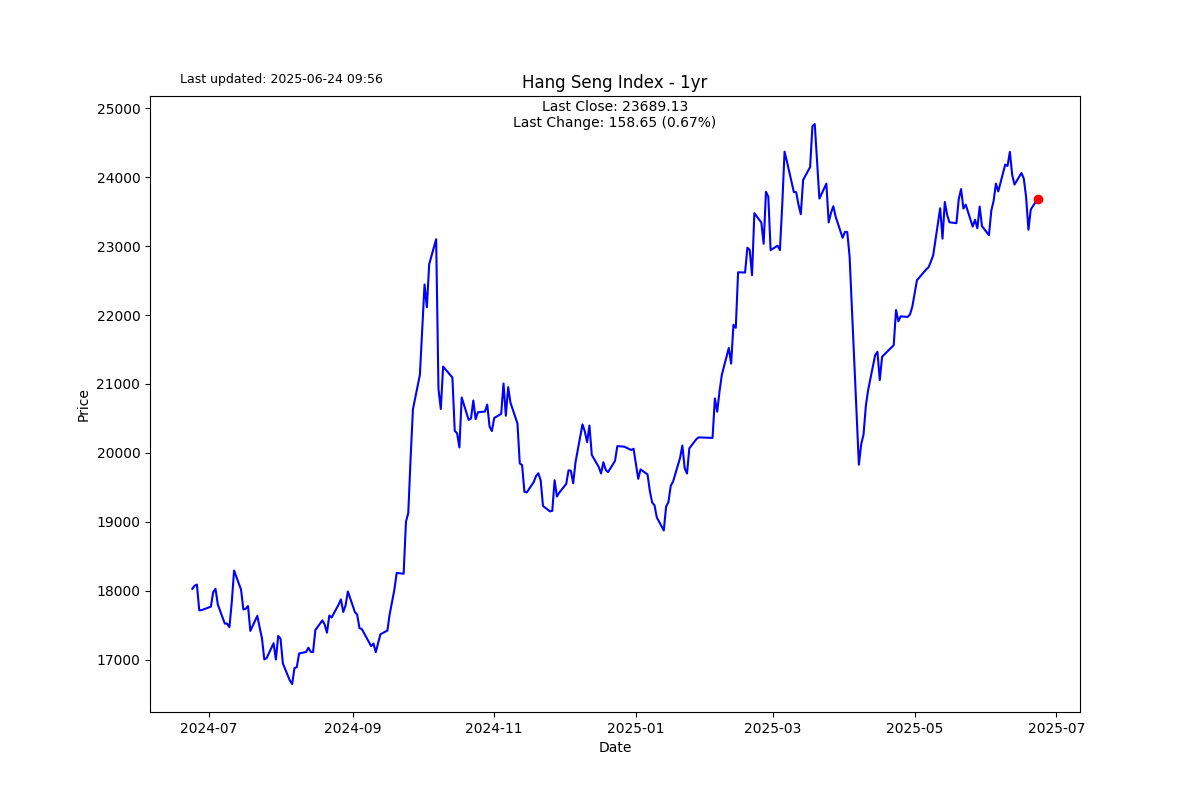 Last updated: 2025-06-24 09:56
Hang Seng Index - 1yr
Last Close: 23689.13
Last Change: 158.65 (0.67%)
Price
25000
24000
23000
22000
21000
20000
19000
18000
17000
2024-07
2024-09
2024-11
2025-01
2025-03
2025-05
2025-07
Date